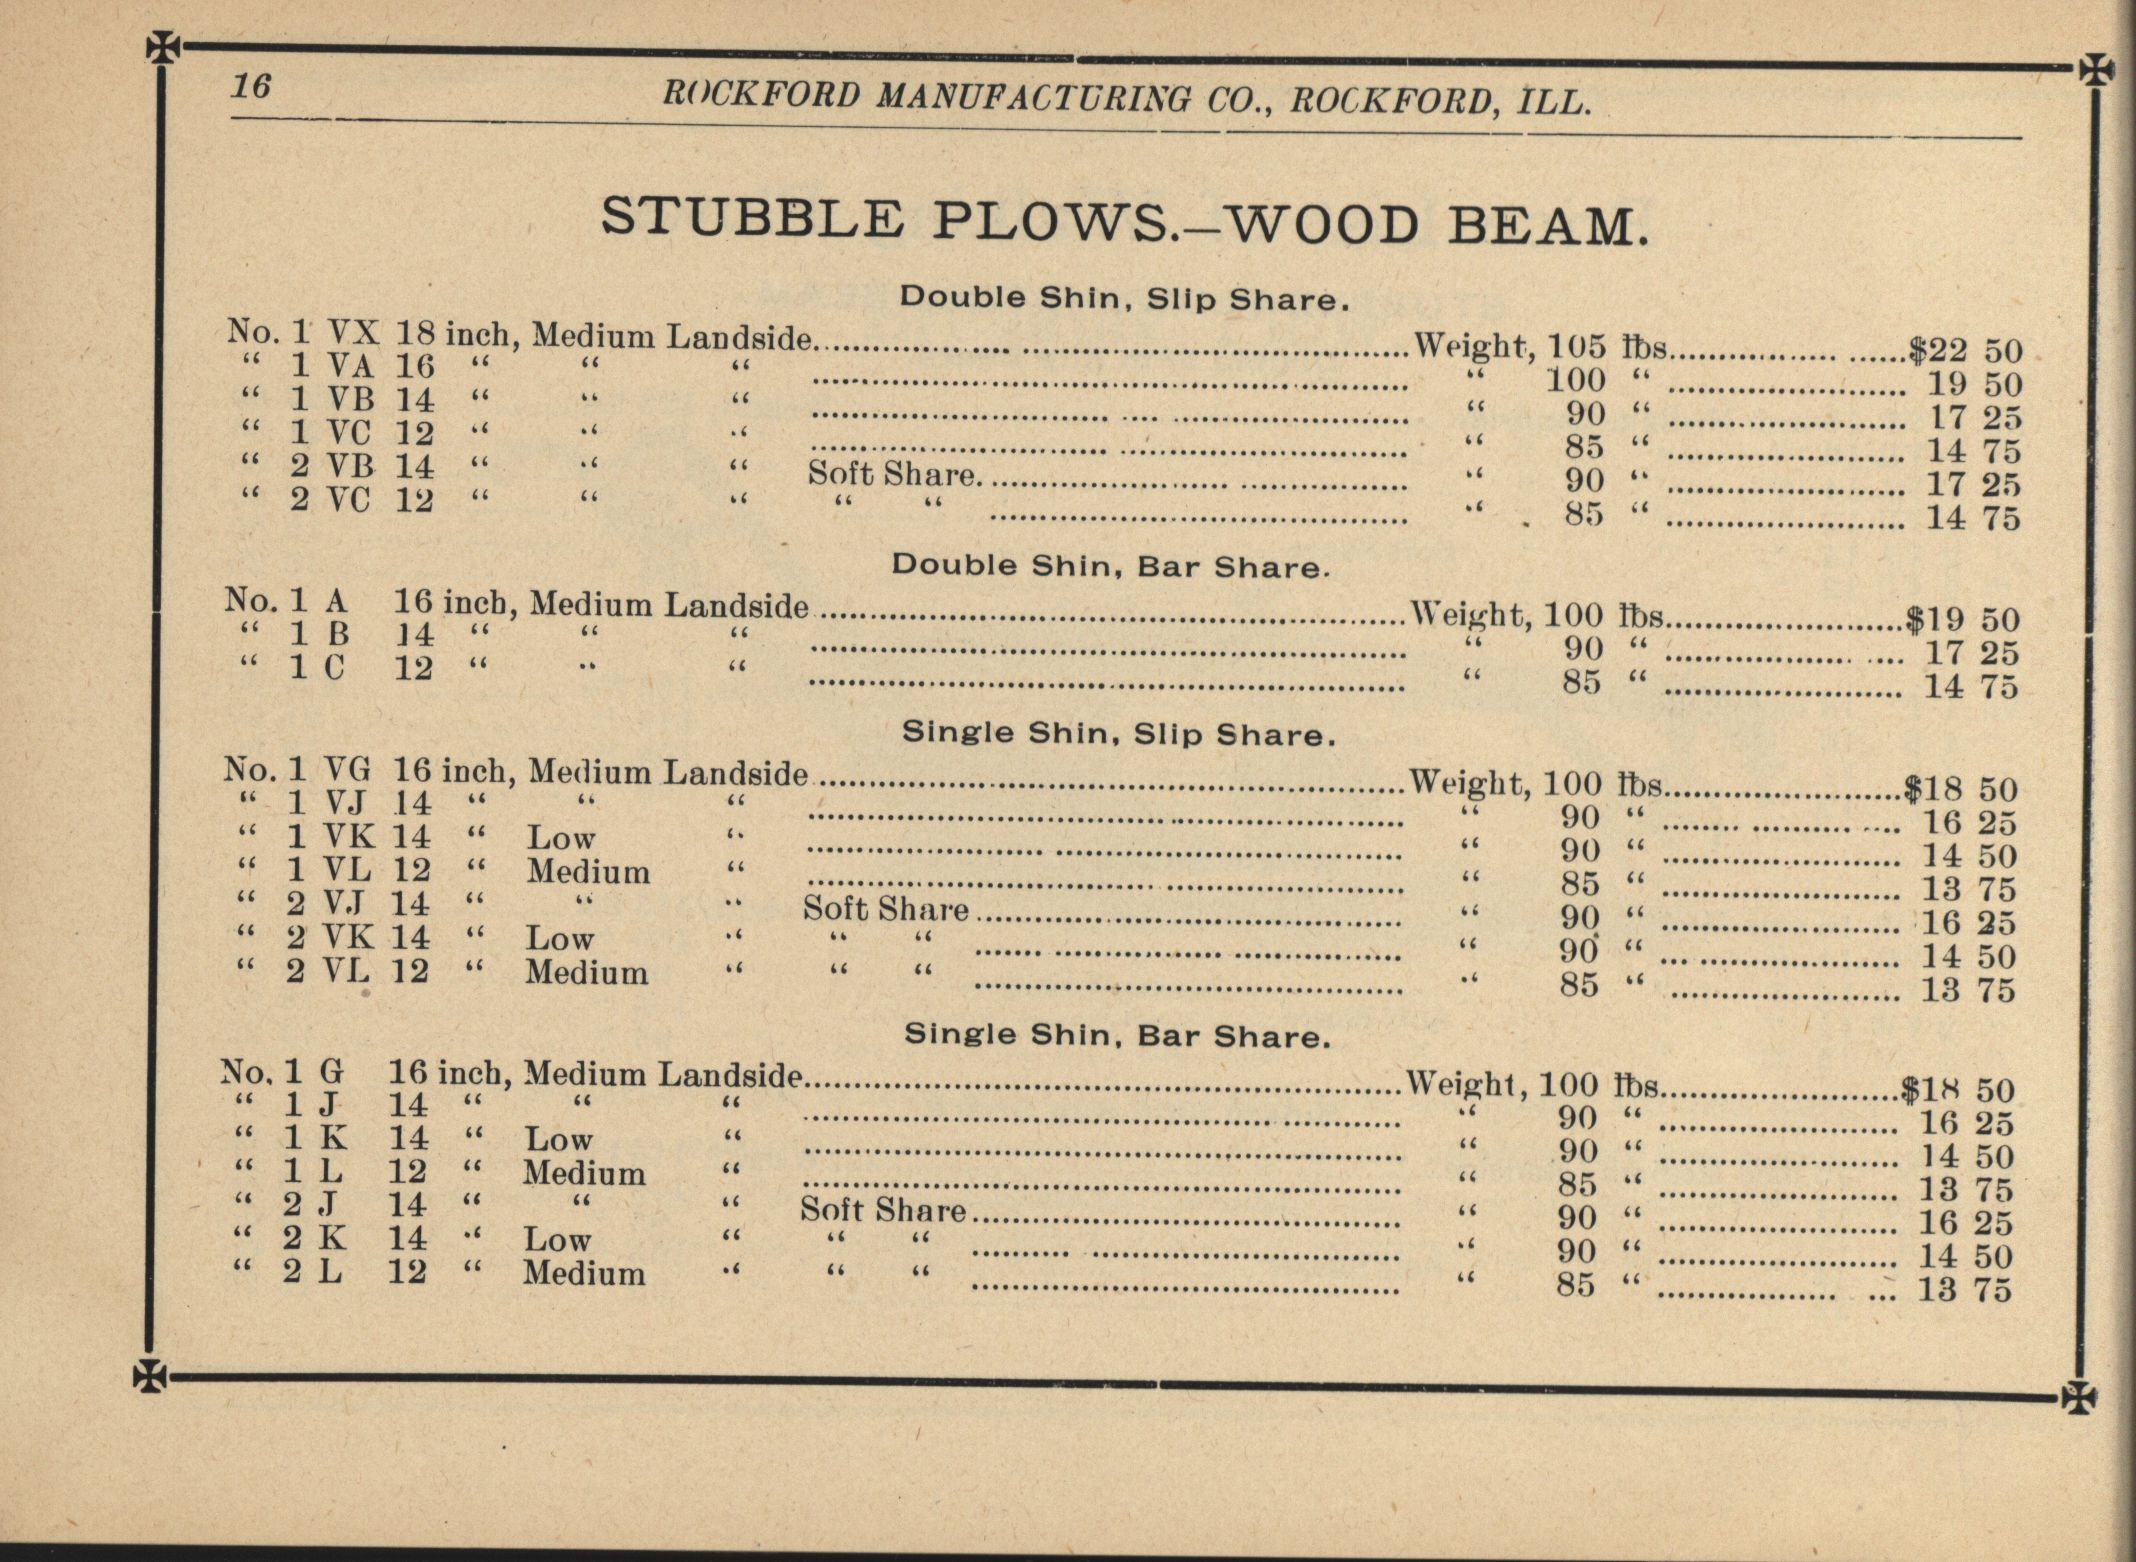 16
ROCKFORD MANUFACTURING CO., ROCKFORD, ILL.
STUBBLE PLOWS.—WOOD BEAM.
Double Shin, Slip Share.
No. 1 VX 18 inch, Medium Landside.......... Weight, 105 lbs..........$22 50
“ 1 VA 16 “ “ “ .......... “ 100 “ .......... 19 50
“ 1 VB 14 “ “ “ .......... “ 90 “ .......... 17 25
“ 1 VC 12 “ “ “ .......... “ 85 “ .......... 14 75
“ 2 VB 14 “ “ “ Soft Share........... “ 90 “ .......... 17 25
“ 2 VC 12 “ “ “ “ “ .......... “ 85 “ .......... 14 75
Double Shin, Bar Share.
No. 1 A 16 inch, Medium Landside.......... Weight, 100 lbs..........$19 50
“ 1 B 14 “ “ “ .......... “ 90 “ .......... 17 25
“ 1 C 12 “ “ “ .......... “ 85 “ .......... 14 75
Single Shin, Slip Share.
No. 1 VG 16 inch, Medium Landside.......... Weight, 100 lbs..........$18 50
“ 1 VJ 14 “ “ “ .......... “ 90 “ .......... 16 25
“ 1 VK 14 “ Low “ .......... “ 90 “ .......... 14 50
“ 1 VL 12 “ Medium “ .......... “ 85 “ .......... 13 75
“ 2 VJ 14 “ “ “ Soft Share.......... “ 90 “ .......... 16 25
“ 2 VK 14 “ Low “ “ “ .......... “ 90 “ .......... 14 50
“ 2 VL 12 “ Medium “ “ “ .......... “ 85 “ .......... 13 75
Single Shin, Bar Share.
No. 1 G 16 inch, Medium Landside.......... Weight, 100 lbs..........$18 50
“ 1 J 14 “ “ “ .......... “ 90 “ .......... 16 25
“ 1 K 14 “ Low “ .......... “ 90 “ .......... 14 50
“ 1 L 12 “ Medium “ .......... “ 85 “ .......... 13 75
“ 2 J 14 “ “ “ Soft Share.......... “ 90 “ .......... 16 25
“ 2 K 14 “ Low “ “ “ .......... “ 90 “ .......... 14 50
“ 2 L 12 “ Medium “ “ “ .......... “ 85 “ .......... 13 75